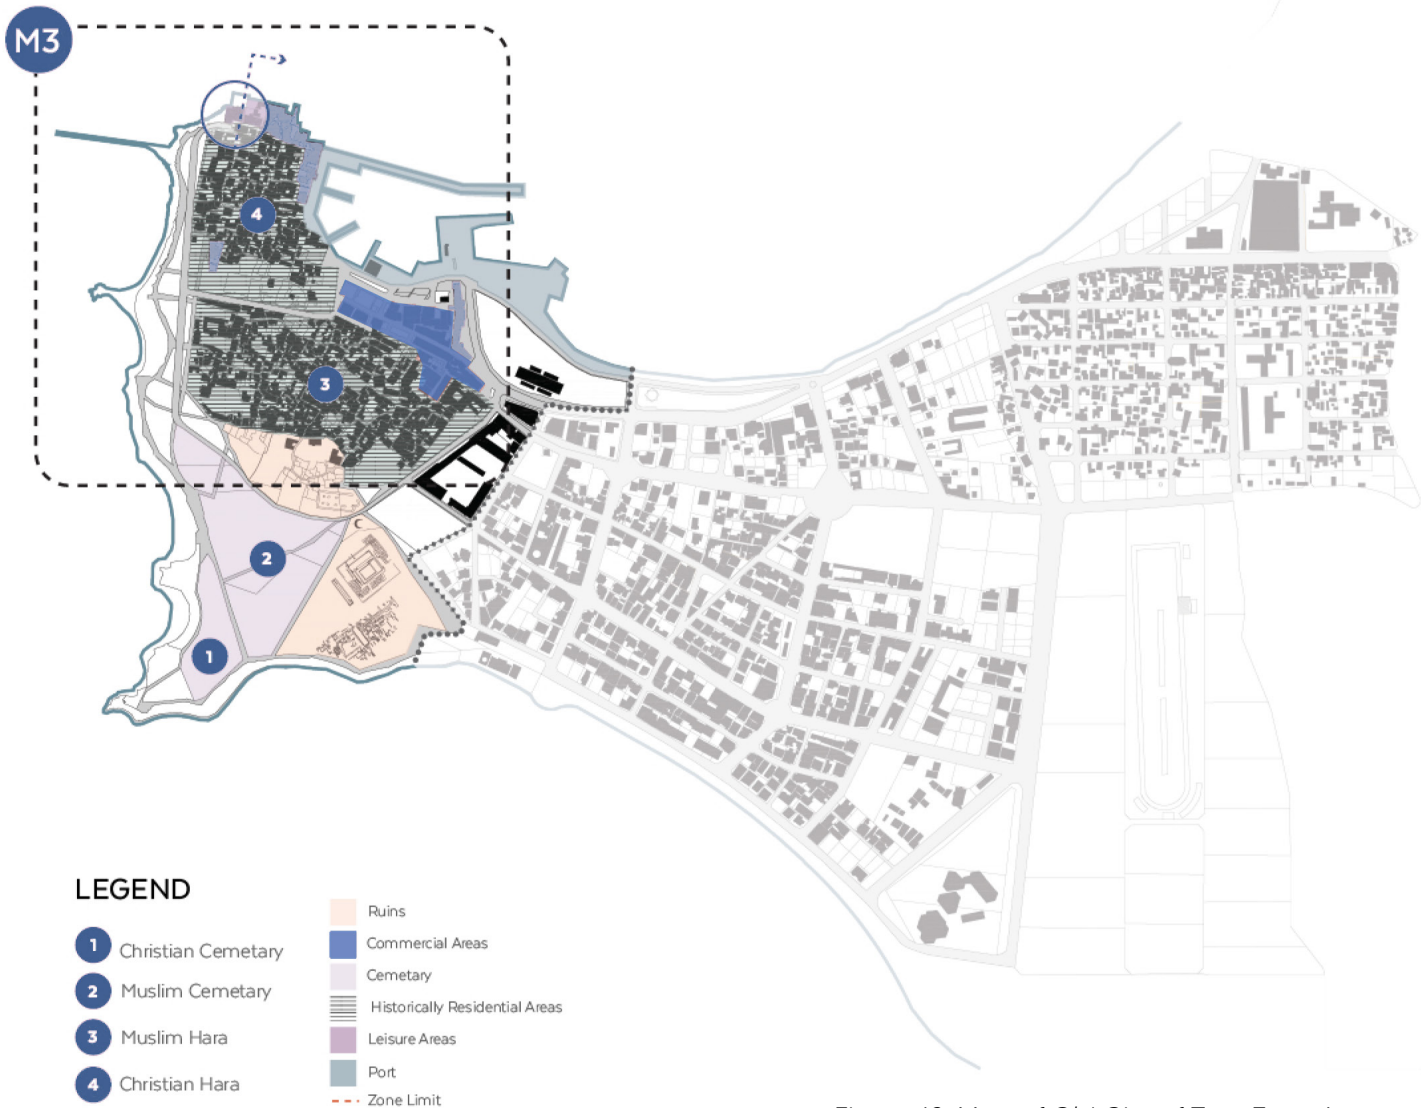 M3
4
3
2
1
C
LEGEND
1 Christian Cemetary
2 Muslim Cemetary
3 Muslim Hara
4 Christian Hara
Ruins
Commercial Areas
Cemetary
Historically Residential Areas
Leisure Areas
Port
Zone Limit